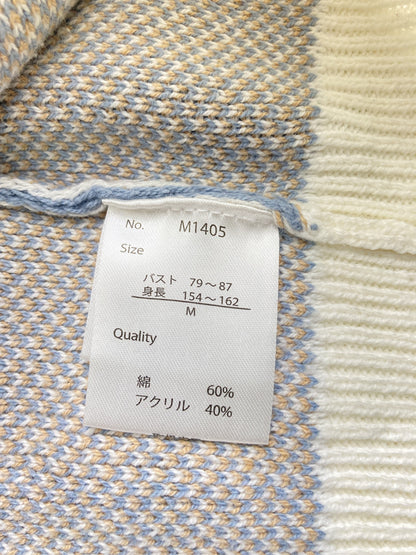 No. M1405
Size
バスト 79～87
身長 154～162
M
Quality
綿 60%
アクリル 40%